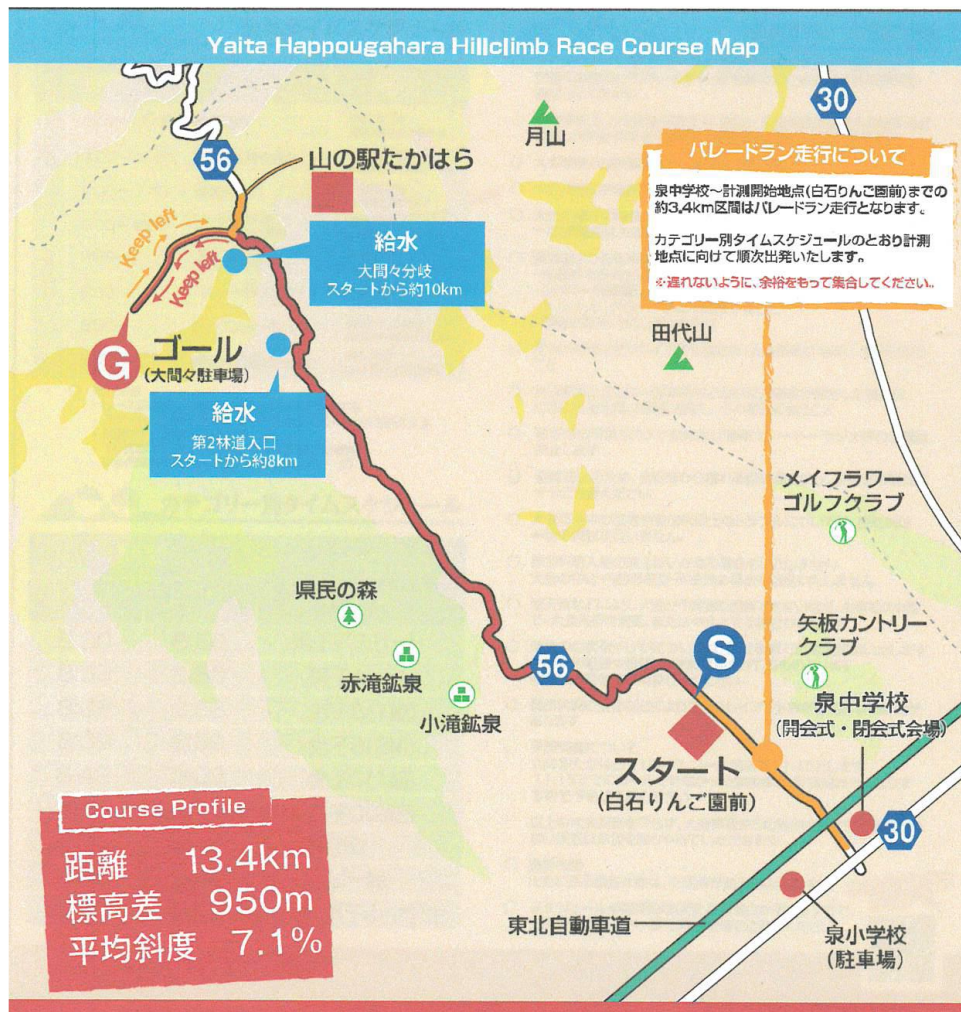 Yaita Happougahara Hillclimb Race Course Map
30
月山
56
山の駅たかはら
パレードラン走行について
泉中学校～計測開始地点(白石りんご園前)までの
約3.4km区間はパレードラン走行となります。
カテゴリー別タイムスケジュールのとおり計測
地点に向けて順次出発いたします。
※遅れないように、余裕をもって集合してください。
Keep left
Keep left
給水
大間々分岐
スタートから約10km
G
ゴール
(大間々駐車場)
給水
第2林道入口
スタートから約8km
田代山
メイフラワー
ゴルフクラブ
県民の森
赤滝鉱泉
小滝鉱泉
56
S
矢板カントリー
クラブ
泉中学校
(開会式・閉会式会場)
スタート
(白石りんご園前)
30
Course Profile
距離 13.4km
標高差 950m
平均斜度 7.1%
東北自動車道
泉小学校
(駐車場)